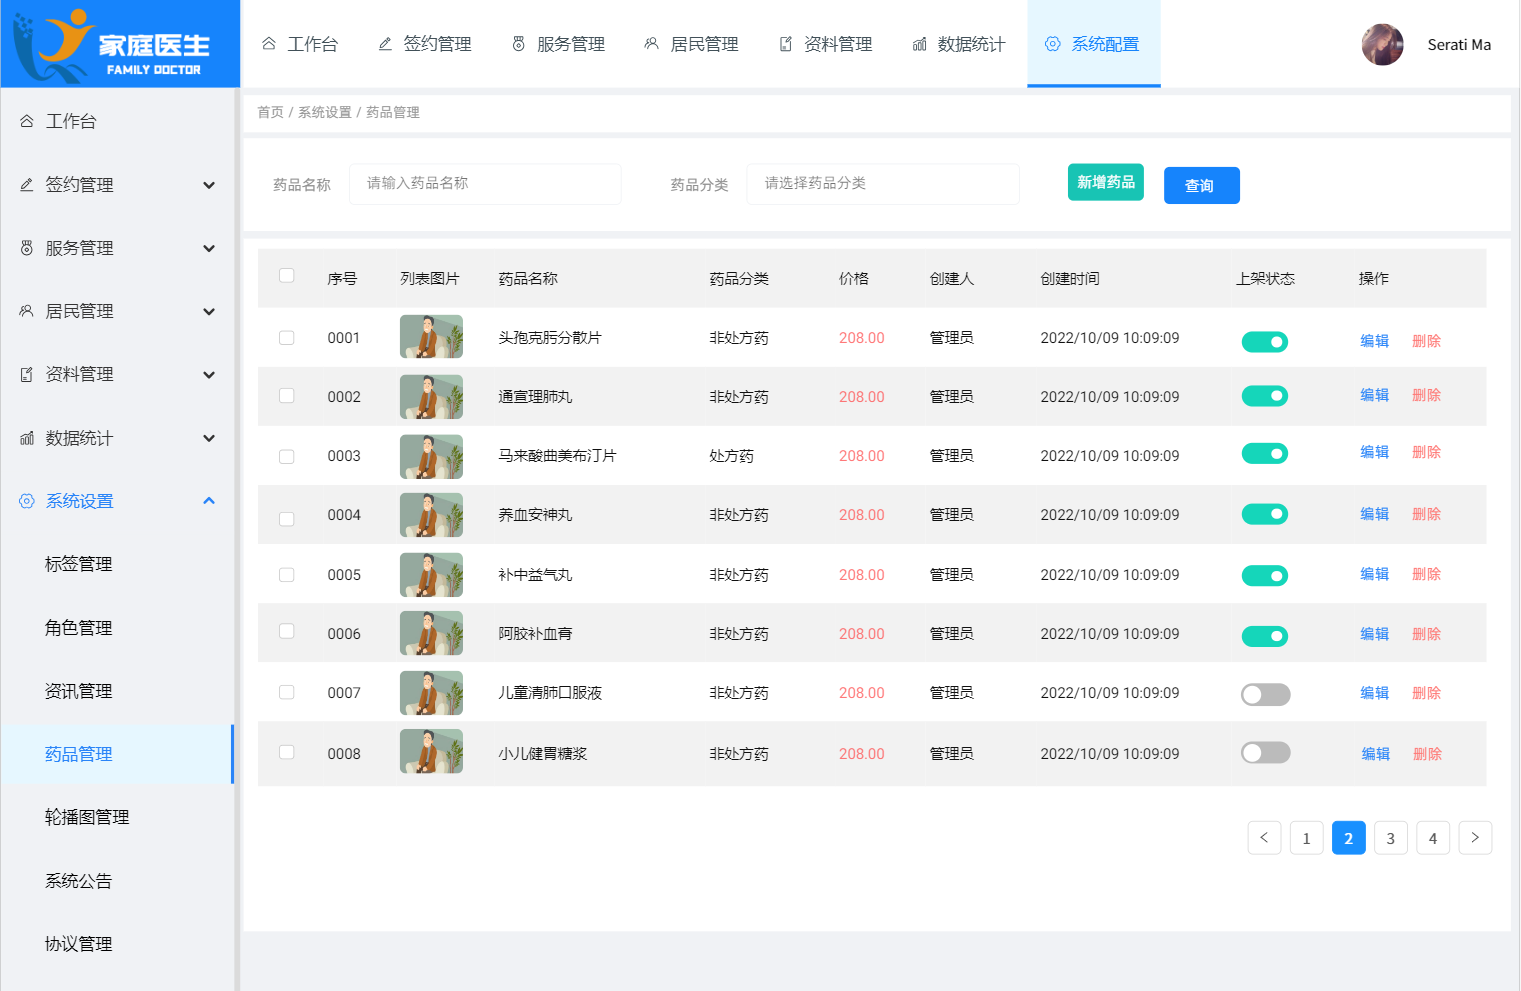 家庭医生
FAMILY DOCTOR
工作台 签约管理 服务管理 居民管理 资料管理 数据统计 系统配置 Serati Ma
工作台
签约管理
服务管理
居民管理
资料管理
数据统计
系统设置
标签管理
角色管理
资讯管理
药品管理
轮播图管理
系统公告
协议管理
首页 / 系统设置 / 药品管理
药品名称 请输入药品名称 药品分类 请选择药品分类 新增药品 查询
序号 列表图片 药品名称 药品分类 价格 创建人 创建时间 上架状态 操作
0001 头孢克肟分散片 非处方药 208.00 管理员 2022/10/09 10:09:09 编辑 删除
0002 通宣理肺丸 非处方药 208.00 管理员 2022/10/09 10:09:09 编辑 删除
0003 马来酸曲美布汀片 处方药 208.00 管理员 2022/10/09 10:09:09 编辑 删除
0004 养血安神丸 非处方药 208.00 管理员 2022/10/09 10:09:09 编辑 删除
0005 补中益气丸 非处方药 208.00 管理员 2022/10/09 10:09:09 编辑 删除
0006 阿胶补血膏 非处方药 208.00 管理员 2022/10/09 10:09:09 编辑 删除
0007 儿童清肺口服液 非处方药 208.00 管理员 2022/10/09 10:09:09 编辑 删除
0008 小儿健胃糖浆 非处方药 208.00 管理员 2022/10/09 10:09:09 编辑 删除
< 1 2 3 4 >